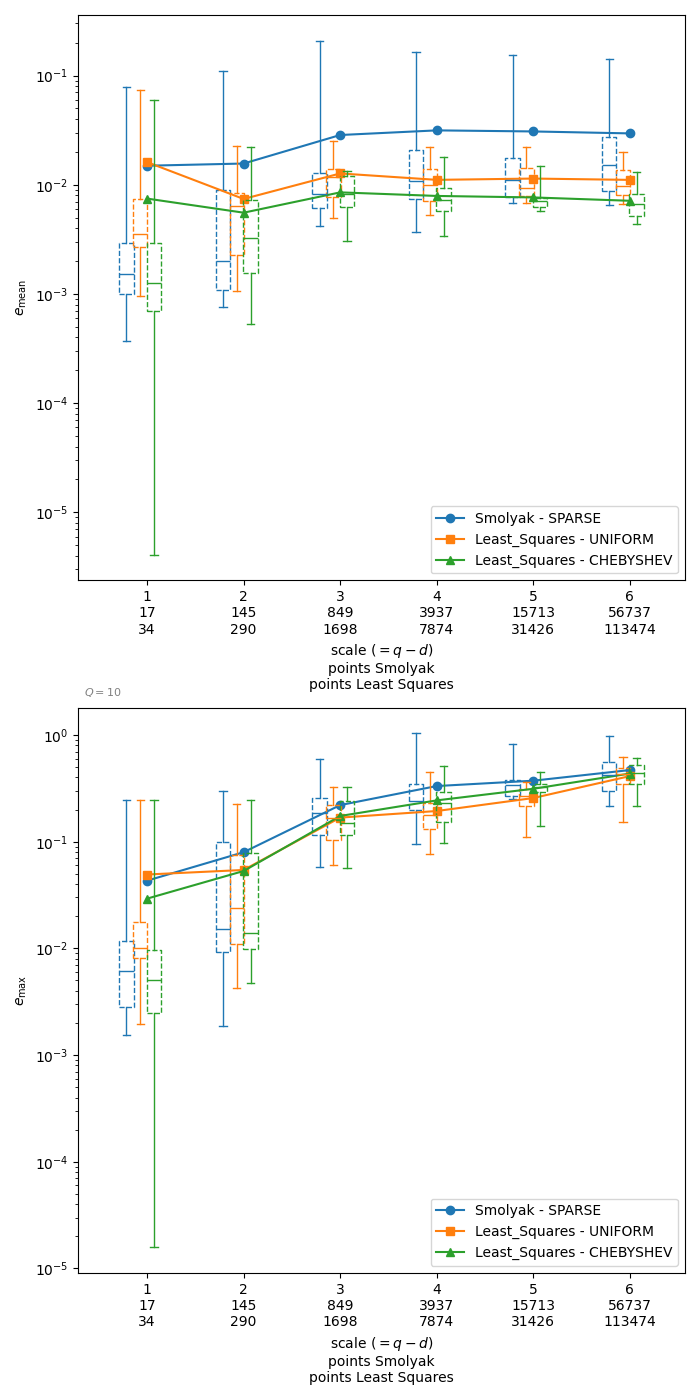 10⁻¹
10⁻²
10⁻³
10⁻⁴
10⁻⁵
e_mean
Smolyak - SPARSE
Least_Squares - UNIFORM
Least_Squares - CHEBYSHEV
1 2 3 4 5 6
17 145 849 3937 15713 56737
34 290 1698 7874 31426 113474
scale (= q − d)
points Smolyak
points Least Squares
Q = 10
10⁰
10⁻¹
10⁻²
10⁻³
10⁻⁴
10⁻⁵
e_max
Smolyak - SPARSE
Least_Squares - UNIFORM
Least_Squares - CHEBYSHEV
1 2 3 4 5 6
17 145 849 3937 15713 56737
34 290 1698 7874 31426 113474
scale (= q − d)
points Smolyak
points Least Squares